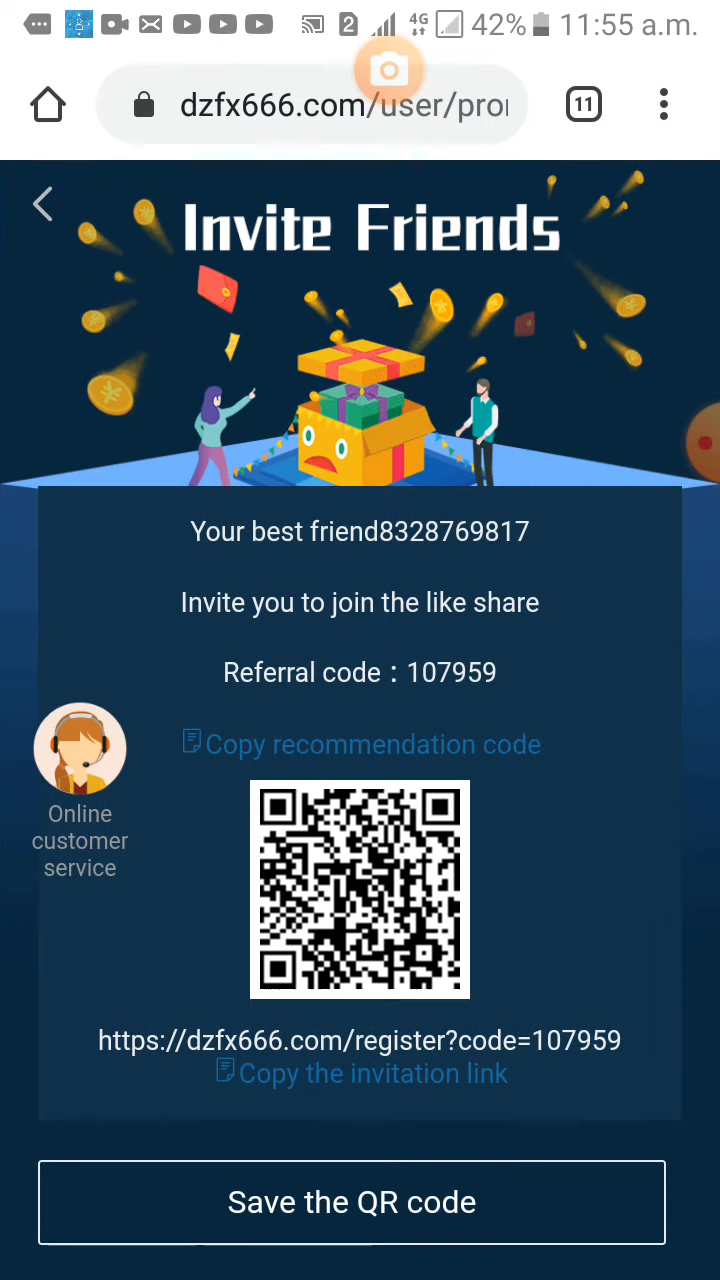 2 4G 42% 11:55 a.m.
dzfx666.com/user/pro
11
Invite Friends
Your best friend8328769817
Invite you to join the like share
Referral code：107959
Copy recommendation code
Online
customer
service
https://dzfx666.com/register?code=107959
Copy the invitation link
Save the QR code